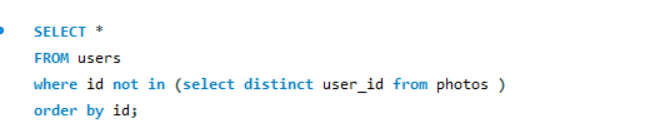 SELECT *
FROM users
where id not in (select distinct user_id from photos )
order by id;